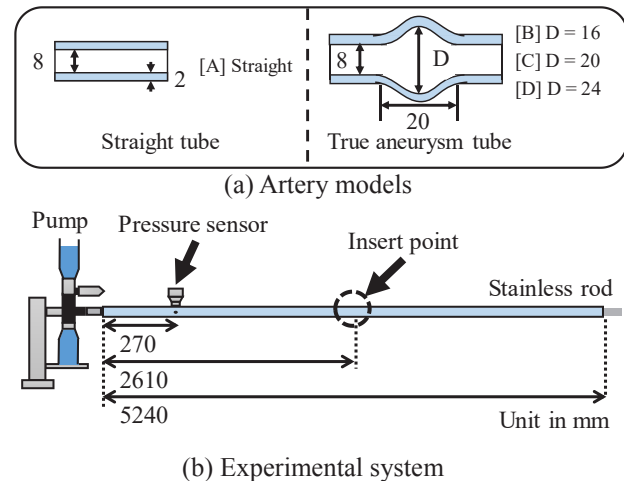 8
2
[A] Straight
Straight tube
8
D
20
[B] D = 16
[C] D = 20
[D] D = 24
True aneurysm tube
(a) Artery models
Pump
Pressure sensor
Insert point
Stainless rod
270
2610
5240
Unit in mm
(b) Experimental system